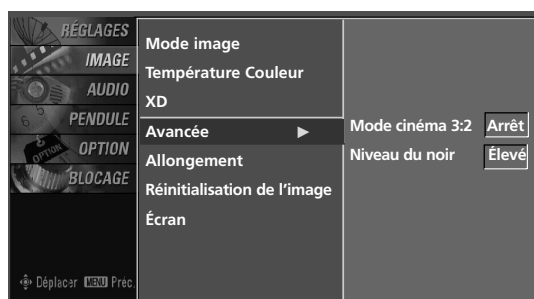 RÉGLAGES
IMAGE
AUDIO
PENDULE
OPTION
BLOCAGE
Déplacer MENU Préc.
Mode image
Température Couleur
XD
Avancée ▶
Allongement
Réinitialisation de l'image
Écran
Mode cinéma 3:2 Arrêt
Niveau du noir Élevé